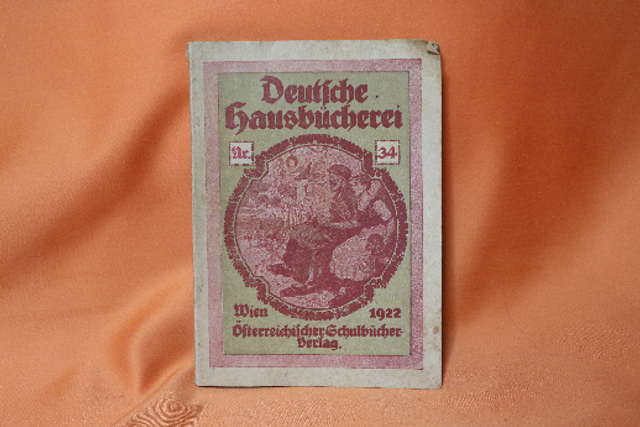 Deutsche
Hausbücherei
Nr. 34
Wien 1922
Österreichischer Schulbücher-
Verlag.